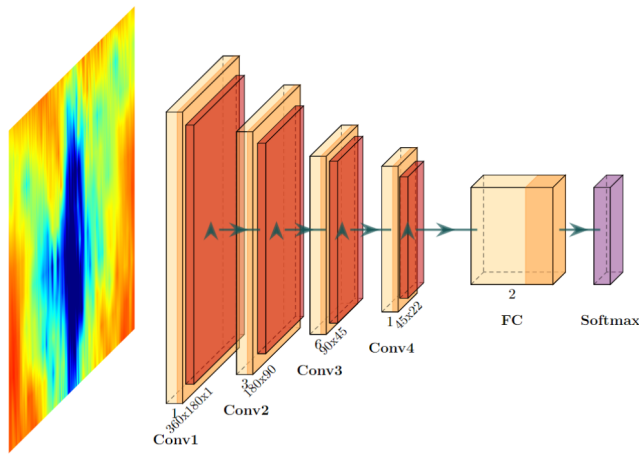 1
360x180x1
Conv1
3
180x90
Conv2
6
90x45
Conv3
1
45x22
Conv4
2
FC
Softmax